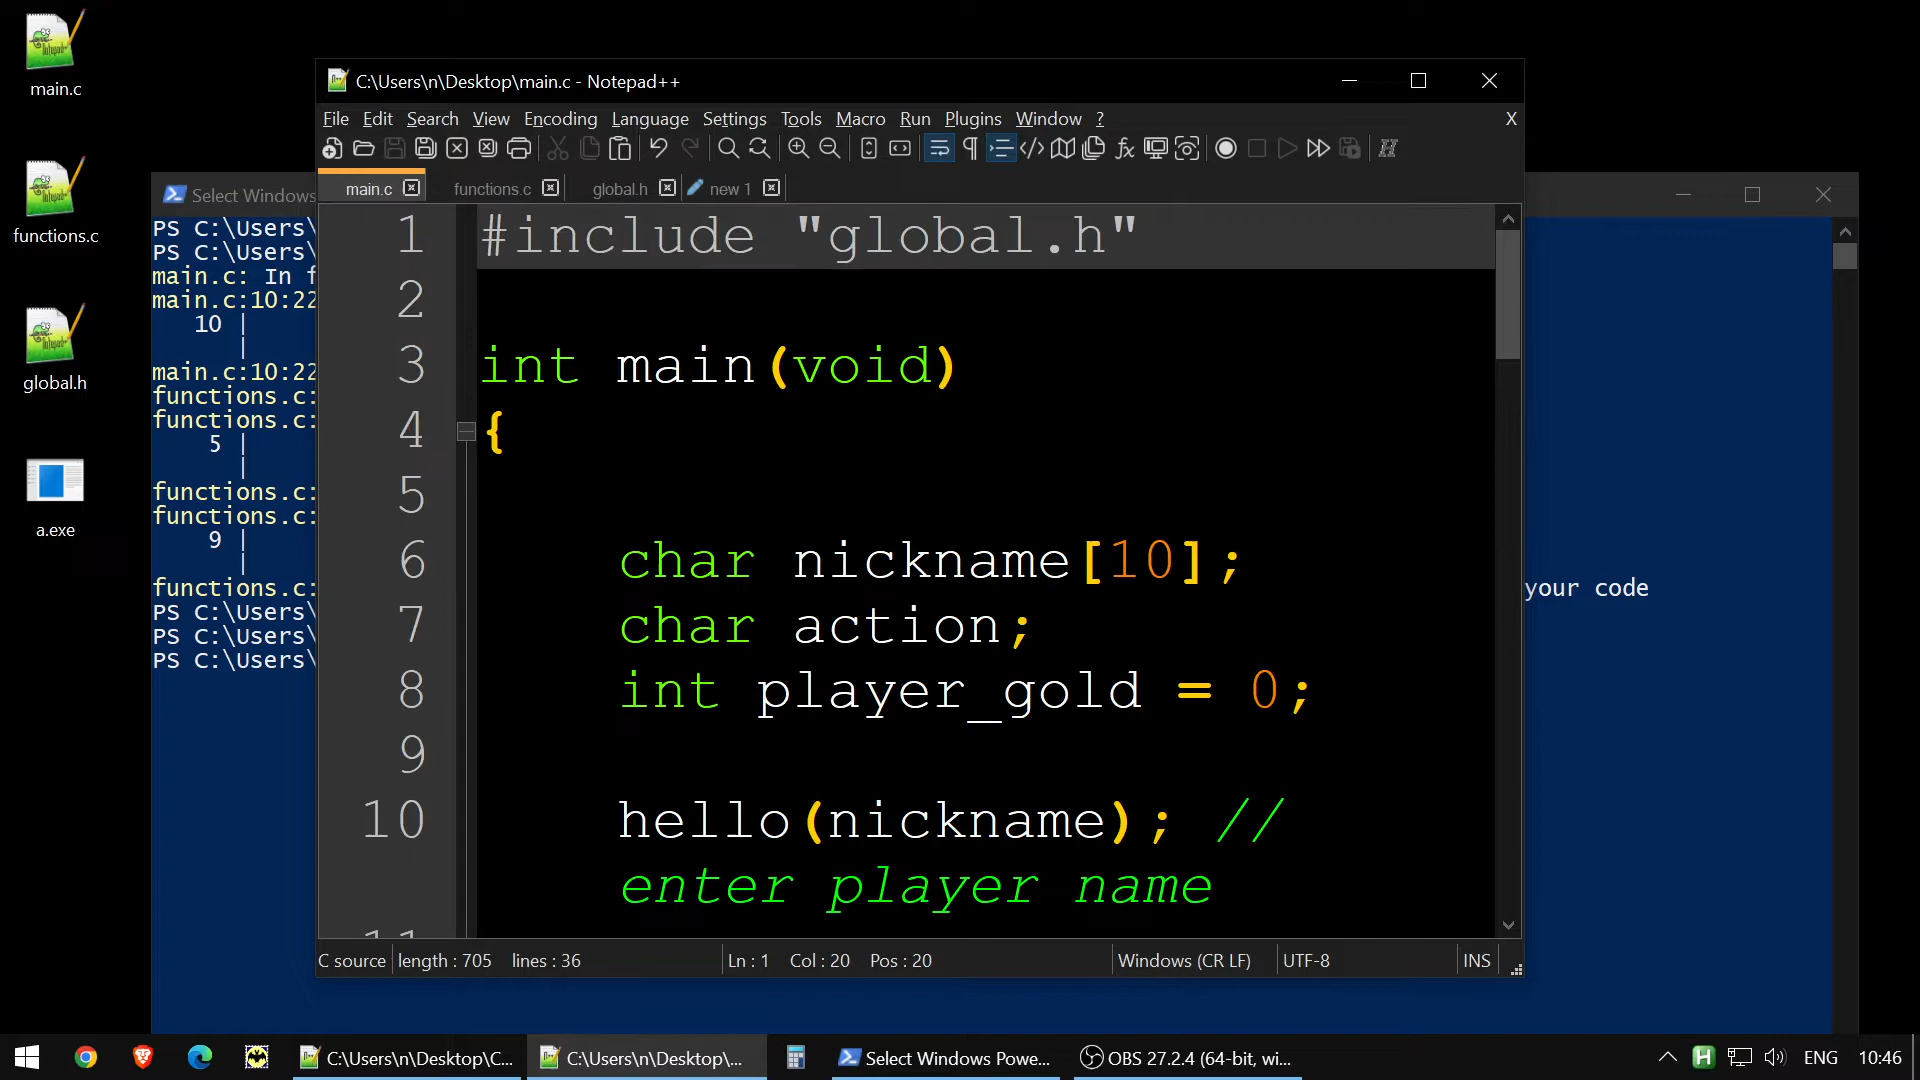 main.c
functions.c
global.h
a.exe
C:\Users\n\Desktop\main.c - Notepad++
File Edit Search View Encoding Language Settings Tools Macro Run Plugins Window ? X
main.c functions.c global.h new 1
1 #include "global.h"
2
3 int main(void)
4 {
5
6 char nickname[10];
7 char action;
8 int player_gold = 0;
9
10 hello(nickname); //
enter player name
C source length : 705 lines : 36 Ln : 1 Col : 20 Pos : 20 Windows (CR LF) UTF-8 INS
Select Windows
PS C:\Users\
PS C:\Users\
main.c: In
main.c:10:22
10 |
|
main.c:10:22
functions.c:
functions.c:
5 |
|
functions.c:
functions.c:
9 |
|
functions.c: your code
PS C:\Users\
PS C:\Users\
PS C:\Users\
C:\Users\n\Desktop\C... C:\Users\n\Desktop\... Select Windows Powe... OBS 27.2.4 (64-bit, wi... ENG 10:46